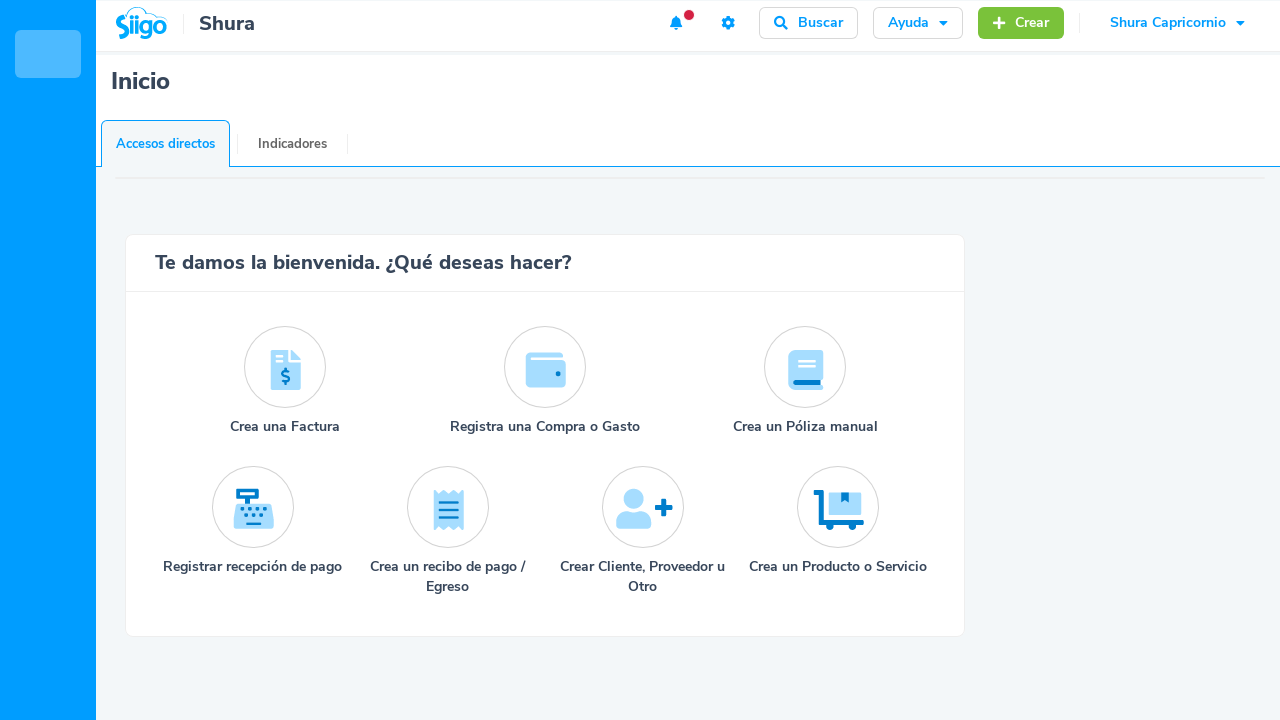 Siigo
Shura
Buscar
Ayuda
Crear
Shura Capricornio
Inicio
Accesos directos
Indicadores
Te damos la bienvenida. ¿Qué deseas hacer?
Crea una Factura
Registra una Compra o Gasto
Crea un Póliza manual
Registrar recepción de pago
Crea un recibo de pago /
Egreso
Crear Cliente, Proveedor u
Otro
Crea un Producto o Servicio